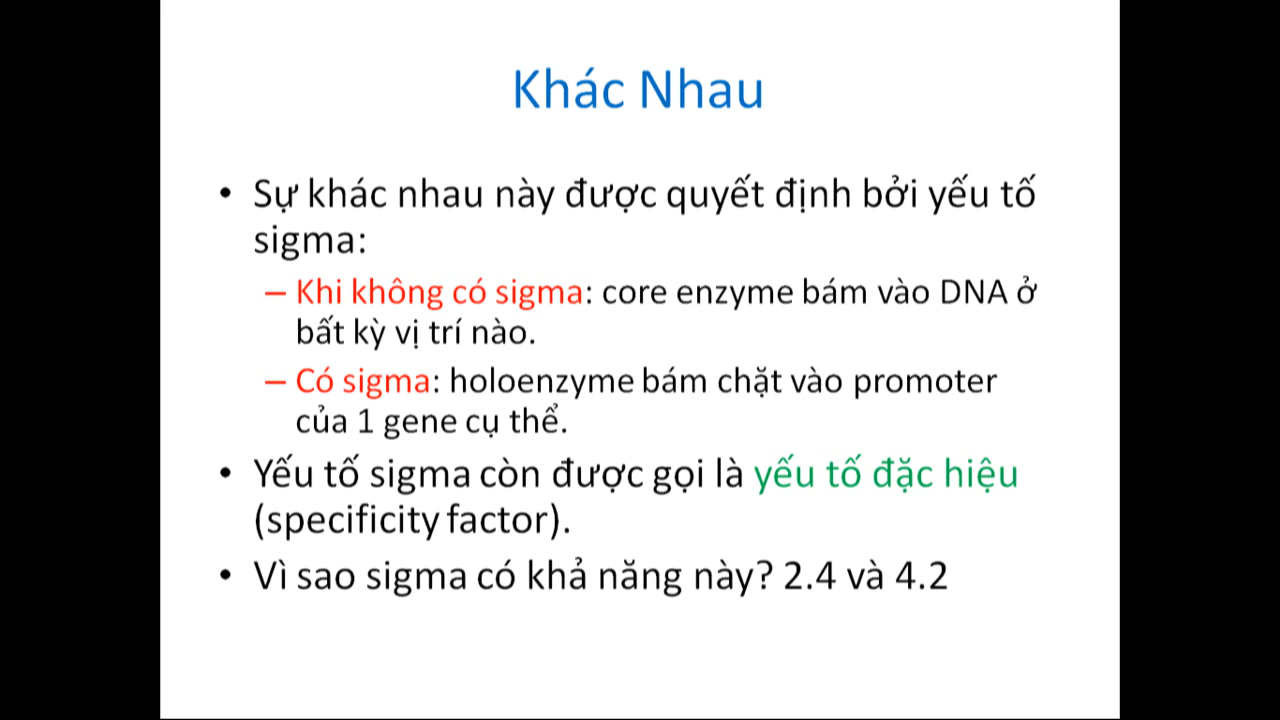 Khác Nhau
• Sự khác nhau này được quyết định bởi yếu tố
sigma:
– Khi không có sigma: core enzyme bám vào DNA ở
bất kỳ vị trí nào.
– Có sigma: holoenzyme bám chặt vào promoter
của 1 gene cụ thể.
• Yếu tố sigma còn được gọi là yếu tố đặc hiệu
(specificity factor).
• Vì sao sigma có khả năng này? 2.4 và 4.2